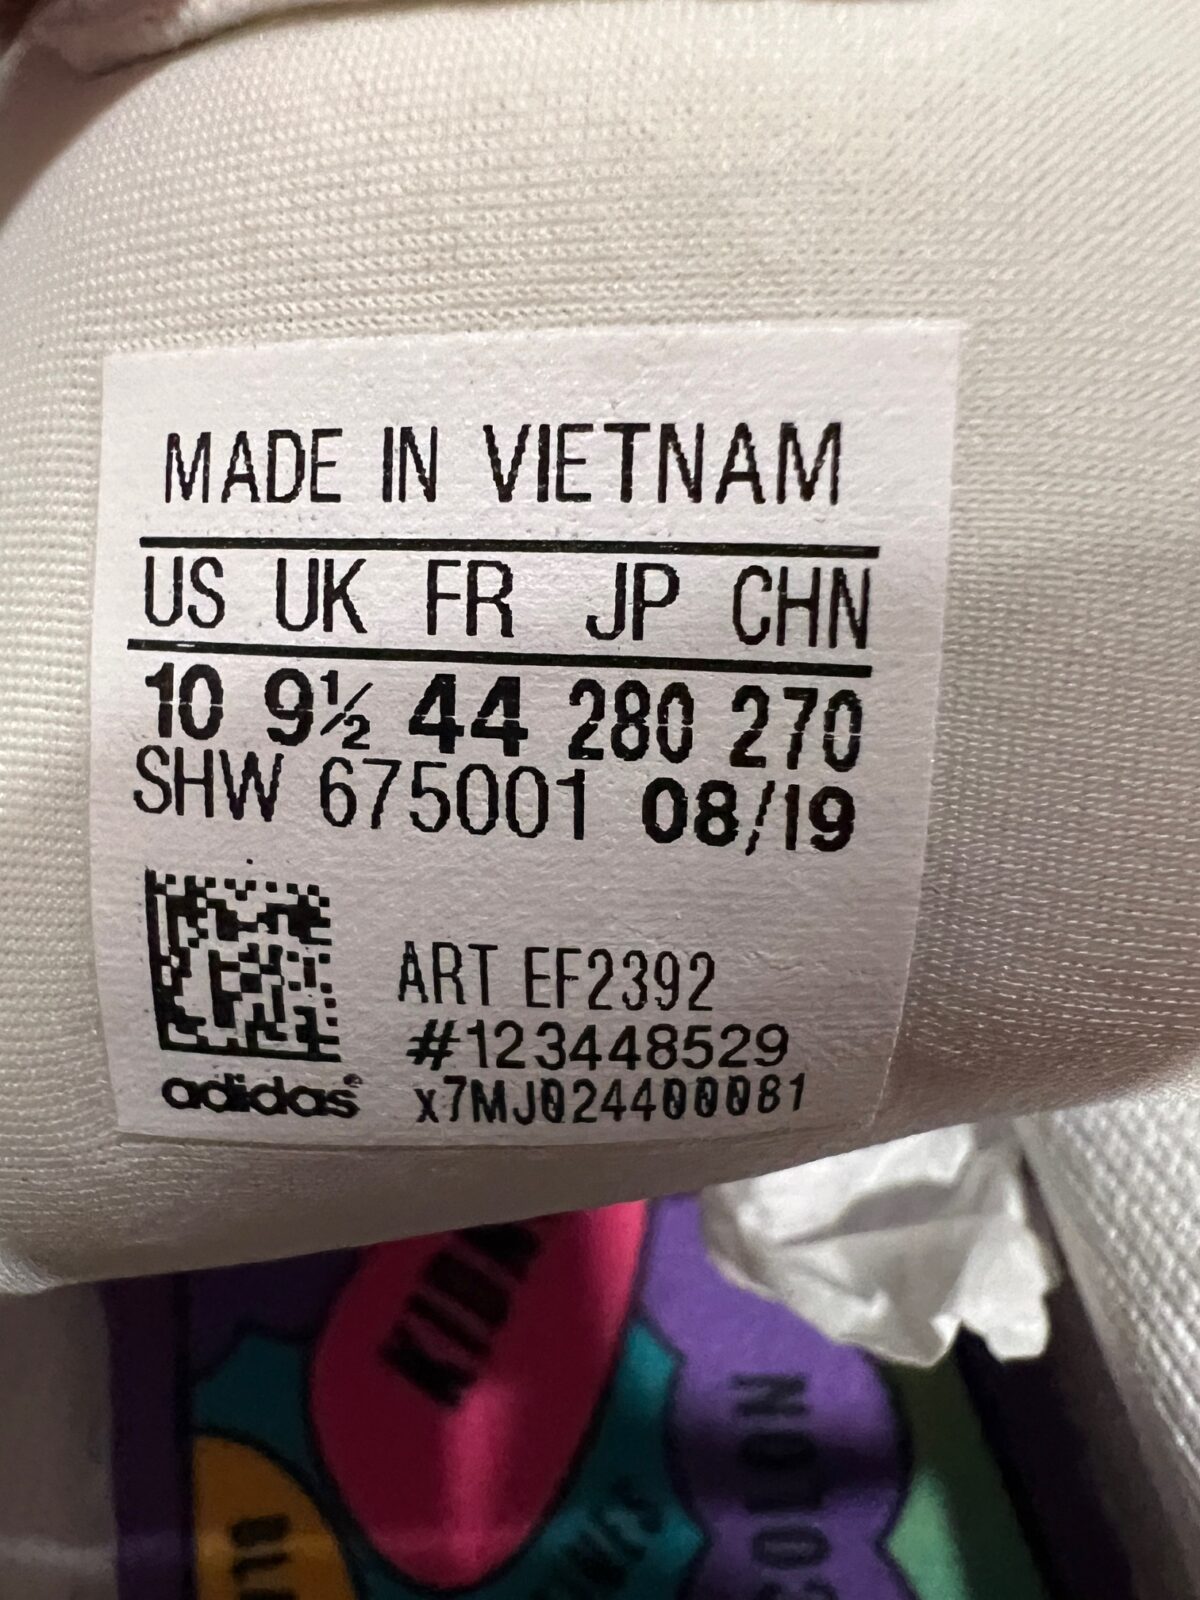 MADE IN VIETNAM
US UK FR JP CHN
10 9½ 44 280 270
SHW 675001 08/19
ART EF2392
#123448529
adidas® x7MJ024400081
COLON